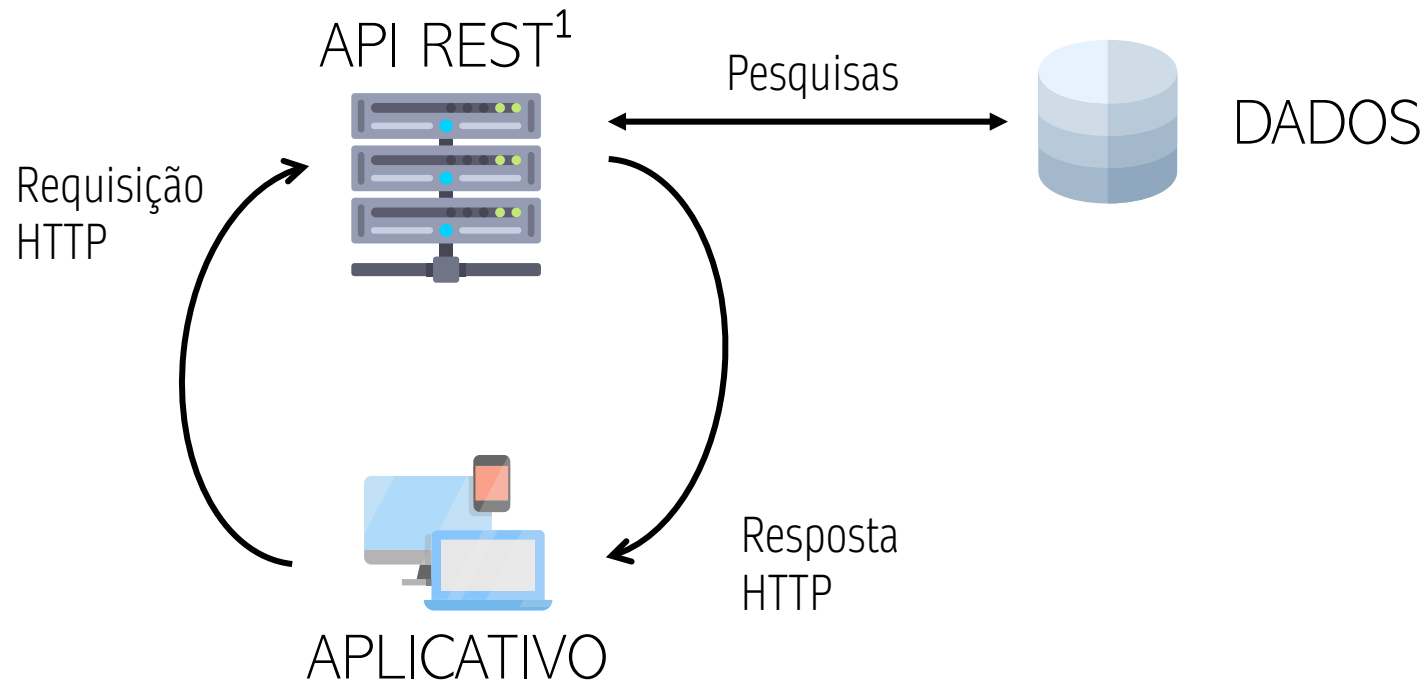 API REST¹
Pesquisas
DADOS
Requisição
HTTP
Resposta
HTTP
APLICATIVO